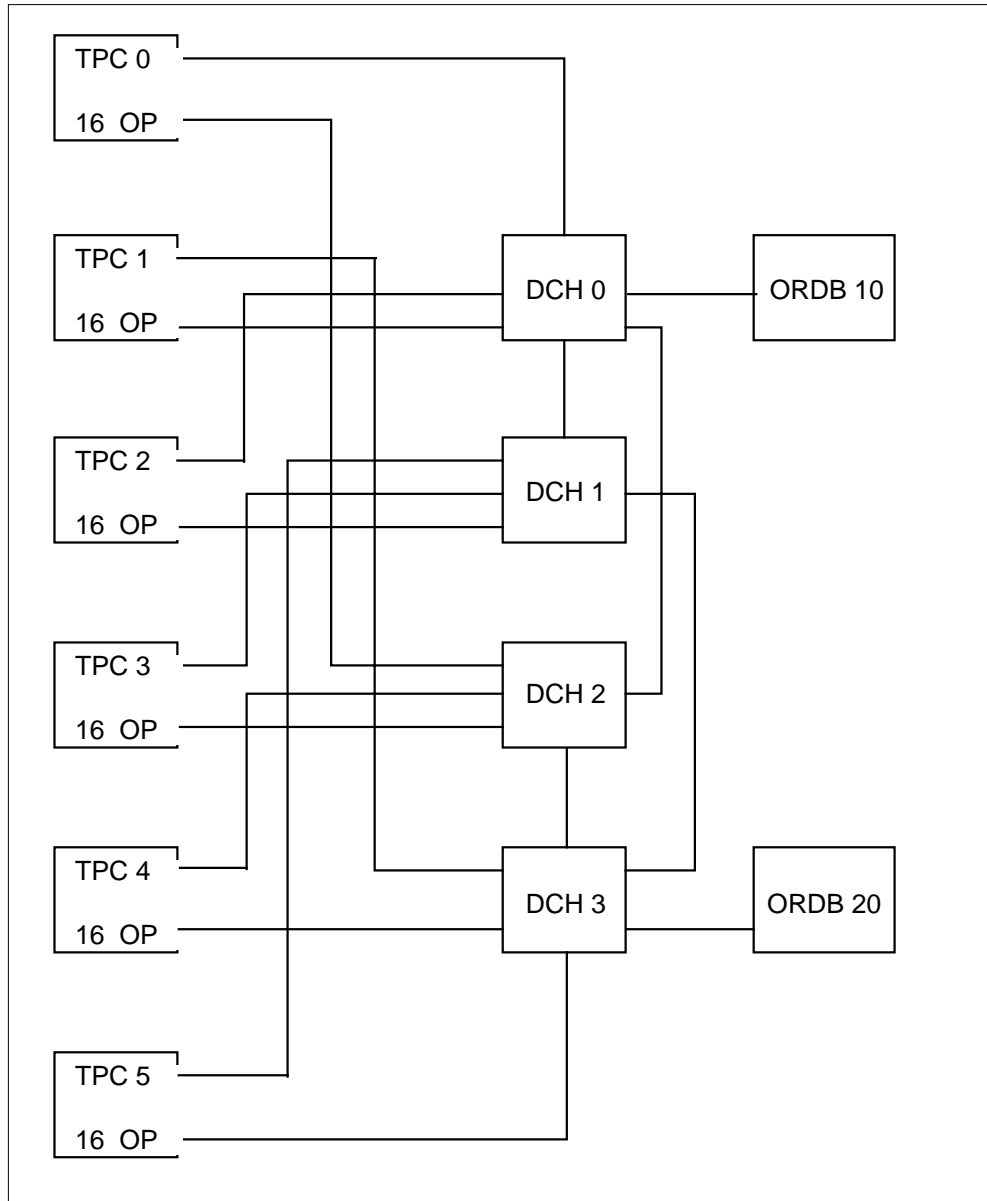 TPC 0
16 OP
TPC 1
16 OP
DCH 0
ORDB 10
TPC 2
16 OP
DCH 1
TPC 3
16 OP
DCH 2
TPC 4
16 OP
DCH 3
ORDB 20
TPC 5
16 OP